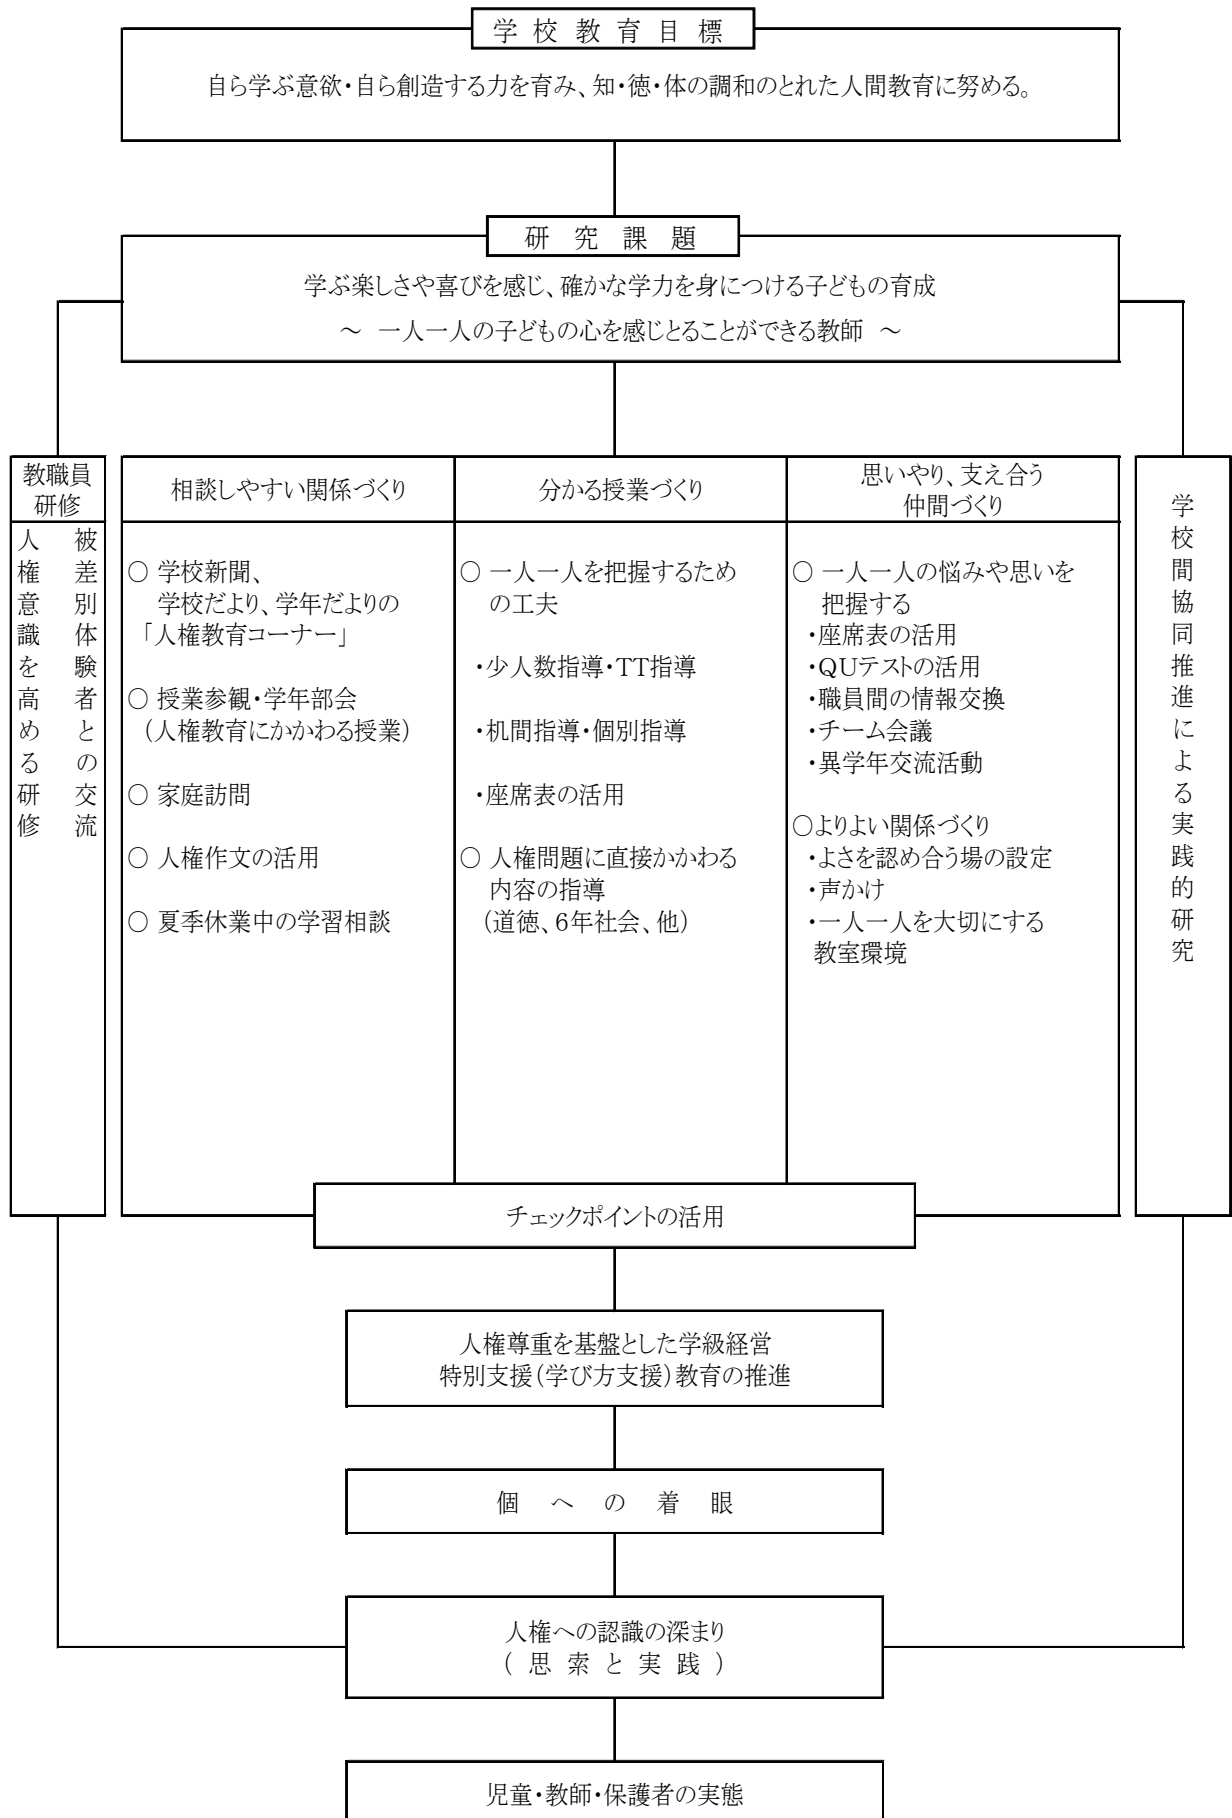 学校教育目標
自ら学ぶ意欲・自ら創造する力を育み、知・徳・体の調和のとれた人間教育に努める。
研究課題
学ぶ楽しさや喜びを感じ、確かな学力を身につける子どもの育成
～ 一人一人の子どもの心を感じとることができる教師 ～
教職員
研修
被差別体験者との交流
人権意識を高める研修
相談しやすい関係づくり
○ 学校新聞、
学校だより、学年だよりの
「人権教育コーナー」
○ 授業参観・学年部会
（人権教育にかかわる授業）
○ 家庭訪問
○ 人権作文の活用
○ 夏季休業中の学習相談
分かる授業づくり
○ 一人一人を把握するため
の工夫
・少人数指導・TT指導
・机間指導・個別指導
・座席表の活用
○ 人権問題に直接かかわる
内容の指導
（道徳、6年社会、他）
思いやり、支え合う
仲間づくり
○ 一人一人の悩みや思いを
把握する
・座席表の活用
・QUテストの活用
・職員間の情報交換
・チーム会議
・異学年交流活動
○よりよい関係づくり
・よさを認め合う場の設定
・声かけ
・一人一人を大切にする
教室環境
学校間協同推進による実践的研究
チェックポイントの活用
人権尊重を基盤とした学級経営
特別支援（学び方支援）教育の推進
個への着眼
人権への認識の深まり
（思索と実践）
児童・教師・保護者の実態